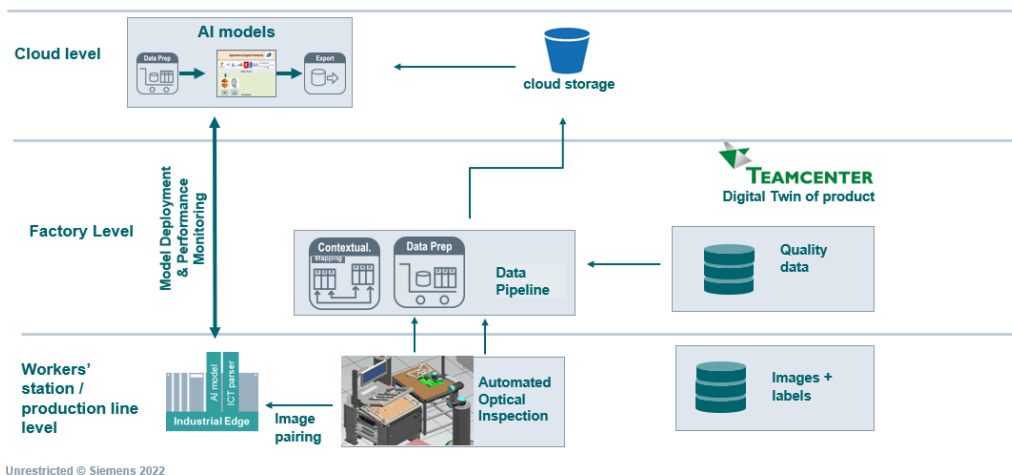 Cloud level
AI models
Data Prep
Export
cloud storage
Factory Level
Model Deployment
& Performance
Monitoring
Contextual.
Mapping
Data Prep
Data
Pipeline
TEAMCENTER
Digital Twin of product
Quality
data
Workers'
station /
production line
level
AI model
ICT parser
Industrial Edge
Image
pairing
Automated
Optical
Inspection
Images +
labels
Unrestricted © Siemens 2022